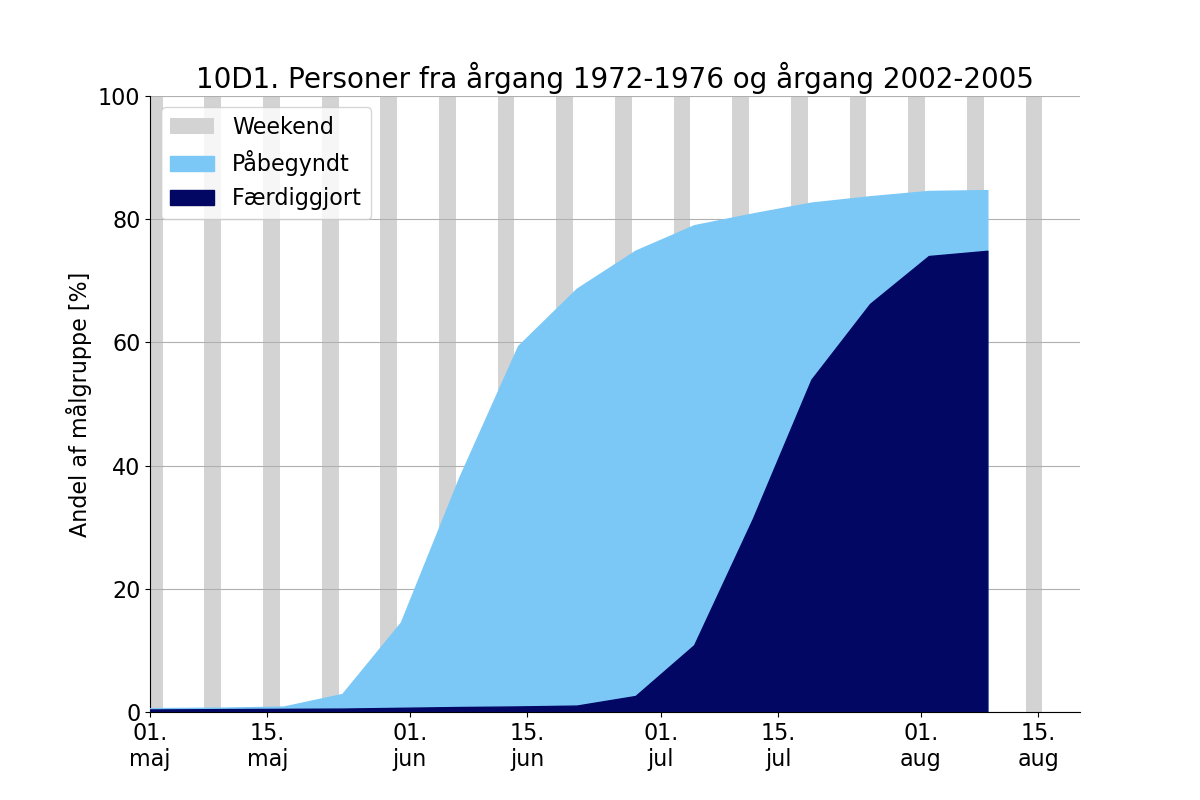 10D1. Personer fra årgang 1972-1976 og årgang 2002-2005
100
80
60
40
20
0
Andel af målgruppe [%]
Weekend
Påbegyndt
Færdiggjort
01. 15. 01. 15. 01. 15. 01. 15.
maj maj jun jun jul jul aug aug